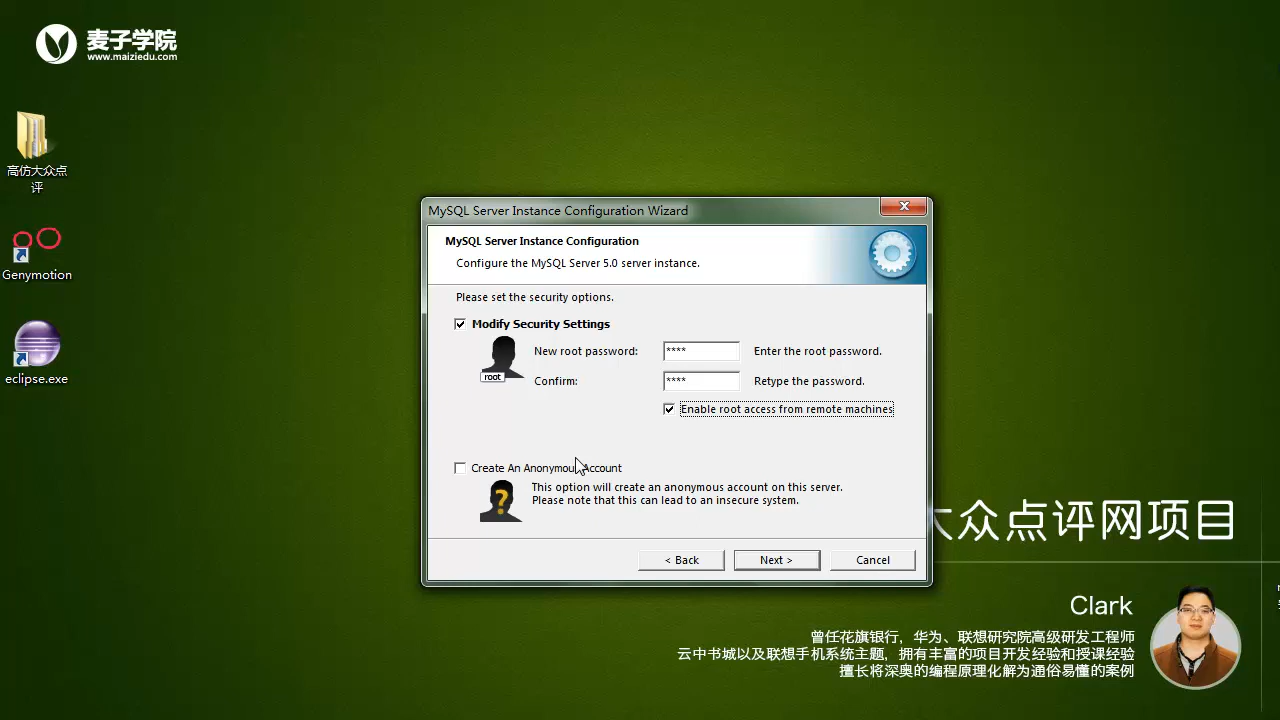 麦子学院
www.maiziedu.com
高仿大众点
评
Genymotion
eclipse.exe
MySQL Server Instance Configuration Wizard
MySQL Server Instance Configuration
Configure the MySQL Server 5.0 server instance.
Please set the security options.
Modify Security Settings
root
New root password:
****
Enter the root password.
Confirm:
****
Retype the password.
Enable root access from remote machines
Create An Anonymous Account
This option will create an anonymous account on this server.
Please note that this can lead to an insecure system.
< Back
Next >
Cancel
大众点评网项目
Clark
曾任花旗银行，华为、联想研究院高级研发工程师
云中书城以及联想手机系统主题，拥有丰富的项目开发经验和授课经验
擅长将深奥的编程原理化解为通俗易懂的案例